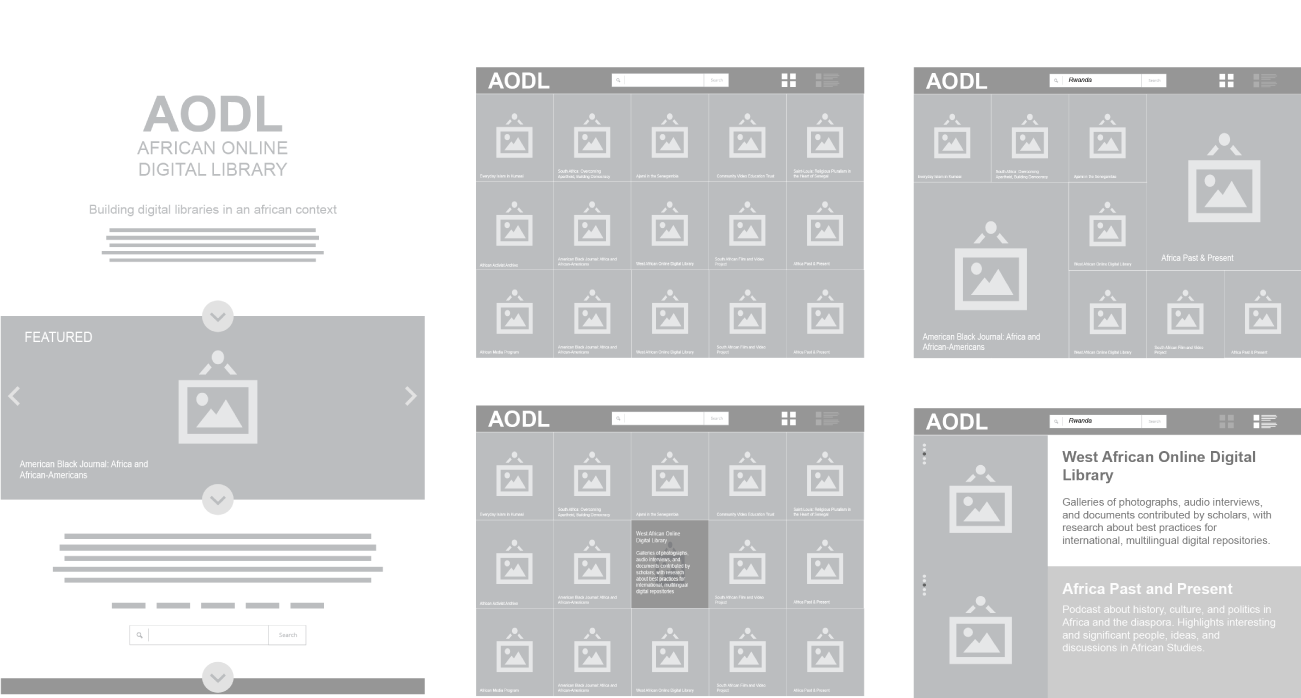 AODL
AFRICAN ONLINE
DIGITAL LIBRARY
Building digital libraries in an african context
FEATURED
American Black Journal: Africa and
African-Americans
Search
AODL
Search
Everyday Islam in Kumasi
South Africa: Overcoming
Apartheid, Building Democracy
Ajami in the Senegambia
Community Video Education Trust
Saint-Louis: Religious Pluralism in
the Heart of Senegal
African Activist Archive
American Black Journal: Africa and
African-Americans
West African Online Digital Library
South African Film and Video
Project
Africa Past & Present
African Media Program
American Black Journal: Africa and
African-Americans
West African Online Digital Library
South African Film and Video
Project
Africa Past & Present
AODL
Rwanda
Search
Everyday Islam in Kumasi
South Africa: Overcoming
Apartheid, Building Democracy
Ajami in the Senegambia
Africa Past & Present
American Black Journal: Africa and
African-Americans
West African Online Digital Library
West African Online Digital Library
South African Film and Video
Project
Africa Past & Present
AODL
Search
Everyday Islam in Kumasi
South Africa: Overcoming
Apartheid, Building Democracy
Ajami in the Senegambia
Community Video Education Trust
Saint-Louis: Religious Pluralism in
the Heart of Senegal
African Activist Archive
American Black Journal: Africa and
African-Americans
West African Online
Digital Library
Galleries of photographs,
audio interviews, and
documents contributed by
scholars, with research
about best practices for
international, multilingual
digital repositories.
South African Film and Video
Project
Africa Past & Present
African Media Program
American Black Journal: Africa and
African-Americans
West African Online Digital Library
South African Film and Video
Project
Africa Past & Present
AODL
Rwanda
Search
West African Online Digital
Library
Galleries of photographs, audio interviews,
and documents contributed by scholars, with
research about best practices for
international, multilingual digital repositories.
Africa Past and Present
Podcast about history, culture, and politics in
Africa and the diaspora. Highlights interesting
and significant people, ideas, and
discussions in African Studies.